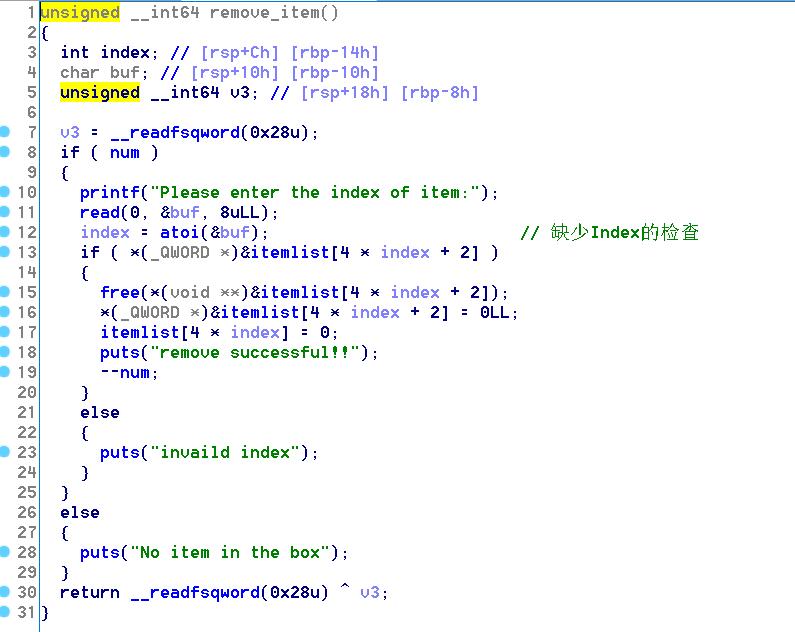 1 unsigned __int64 remove_item()
2 {
3   int index; // [rsp+Ch] [rbp-14h]
4   char buf; // [rsp+10h] [rbp-10h]
5   unsigned __int64 v3; // [rsp+18h] [rbp-8h]
6
7   v3 = __readfsqword(0x28u);
8   if ( num )
9   {
10     printf("Please enter the index of item:");
11     read(0, &buf, 8uLL);
12     index = atoi(&buf);                         // 缺少Index的检查
13     if ( *(_QWORD *)&itemlist[4 * index + 2] )
14     {
15       free(*(void **)&itemlist[4 * index + 2]);
16       *(_QWORD *)&itemlist[4 * index + 2] = 0LL;
17       itemlist[4 * index] = 0;
18       puts("remove successful!!");
19       --num;
20     }
21     else
22     {
23       puts("invaild index");
24     }
25   }
26   else
27   {
28     puts("No item in the box");
29   }
30   return __readfsqword(0x28u) ^ v3;
31 }